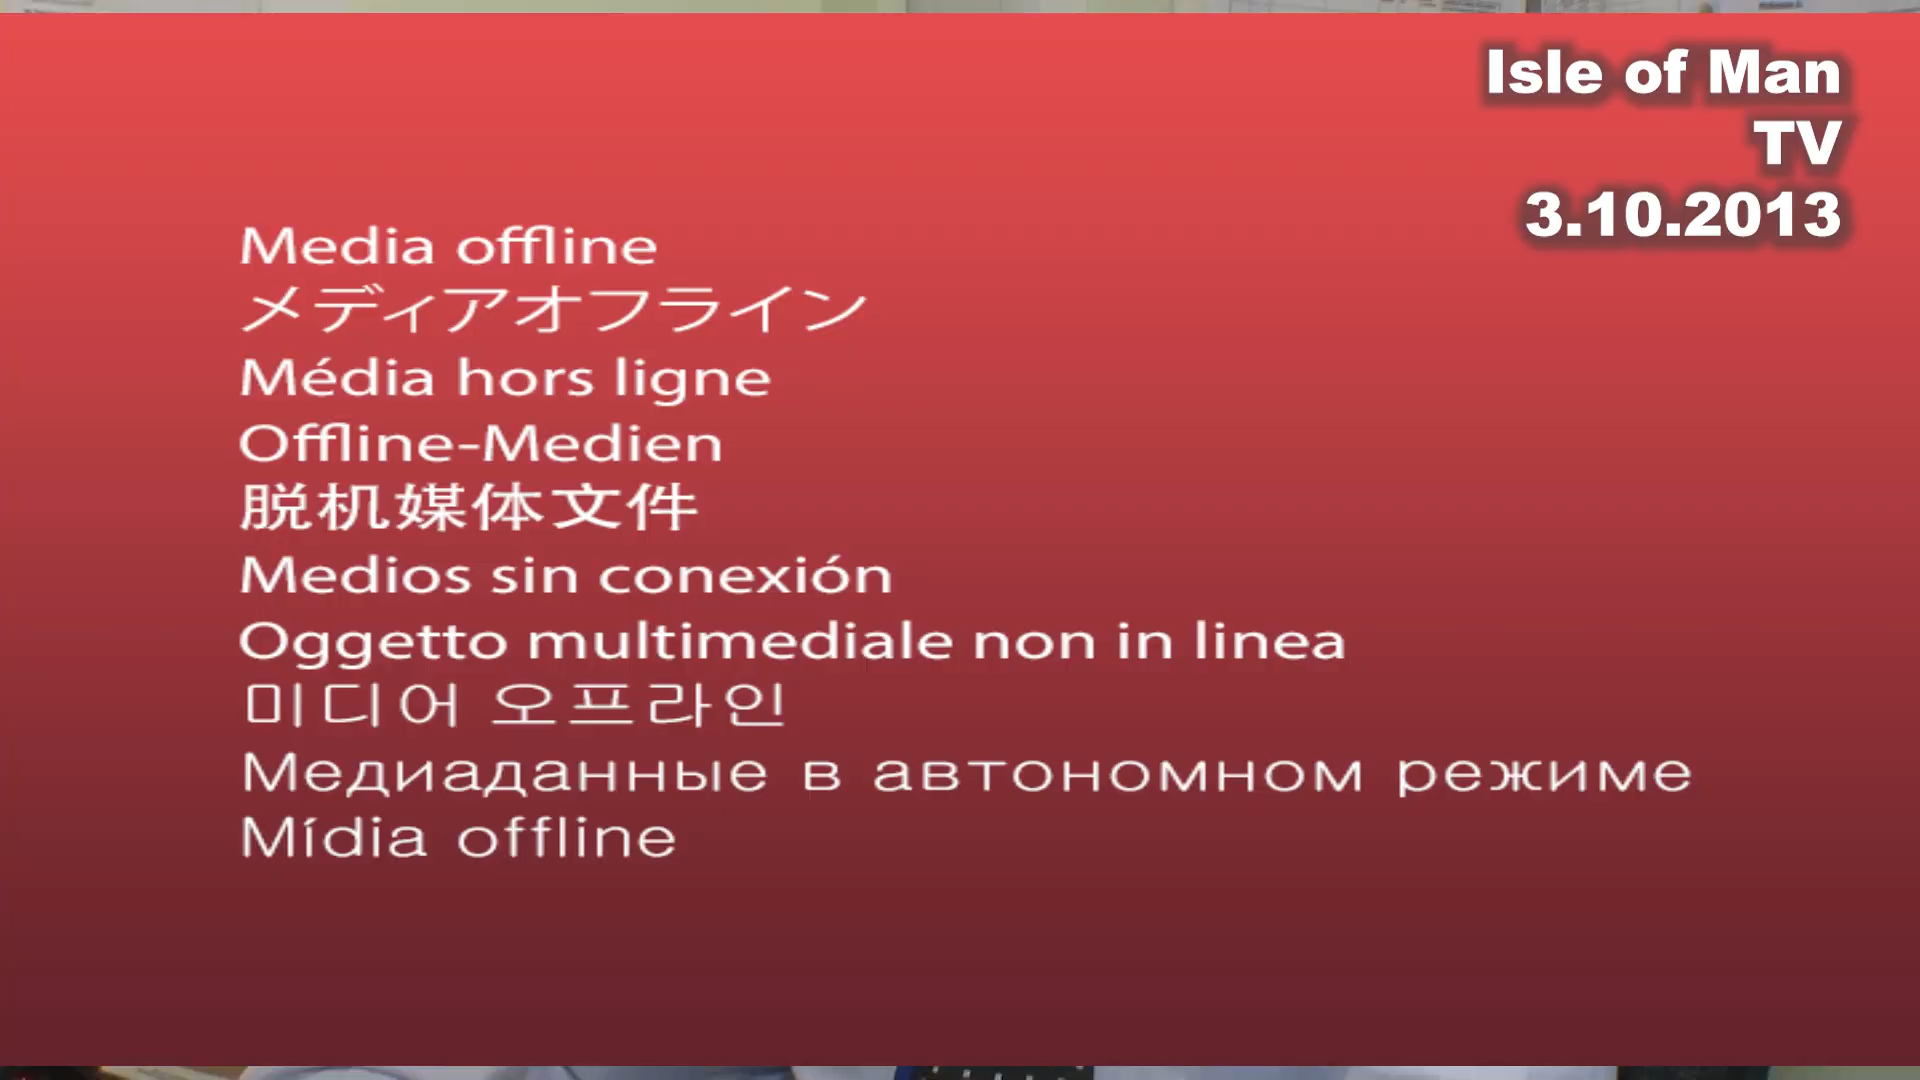 Isle of Man
TV
3.10.2013
Media offline
メディアオフライン
Média hors ligne
Offline-Medien
脱机媒体文件
Medios sin conexión
Oggetto multimediale non in linea
미디어 오프라인
Медиаданные в автономном режиме
Mídia offline